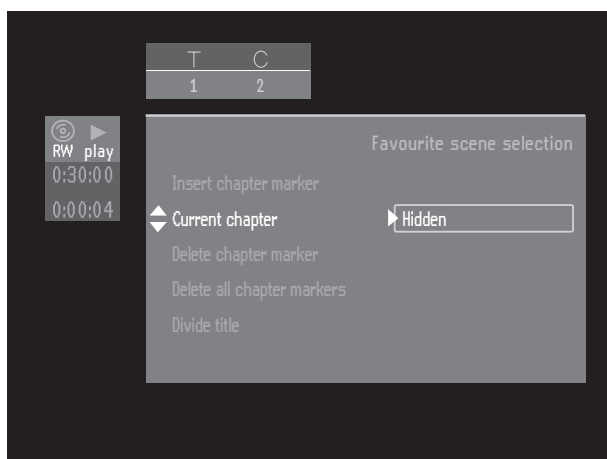 T C
1 2
RW play
0:30:00
0:00:04
Favourite scene selection
Insert chapter marker
Current chapter Hidden
Delete chapter marker
Delete all chapter markers
Divide title